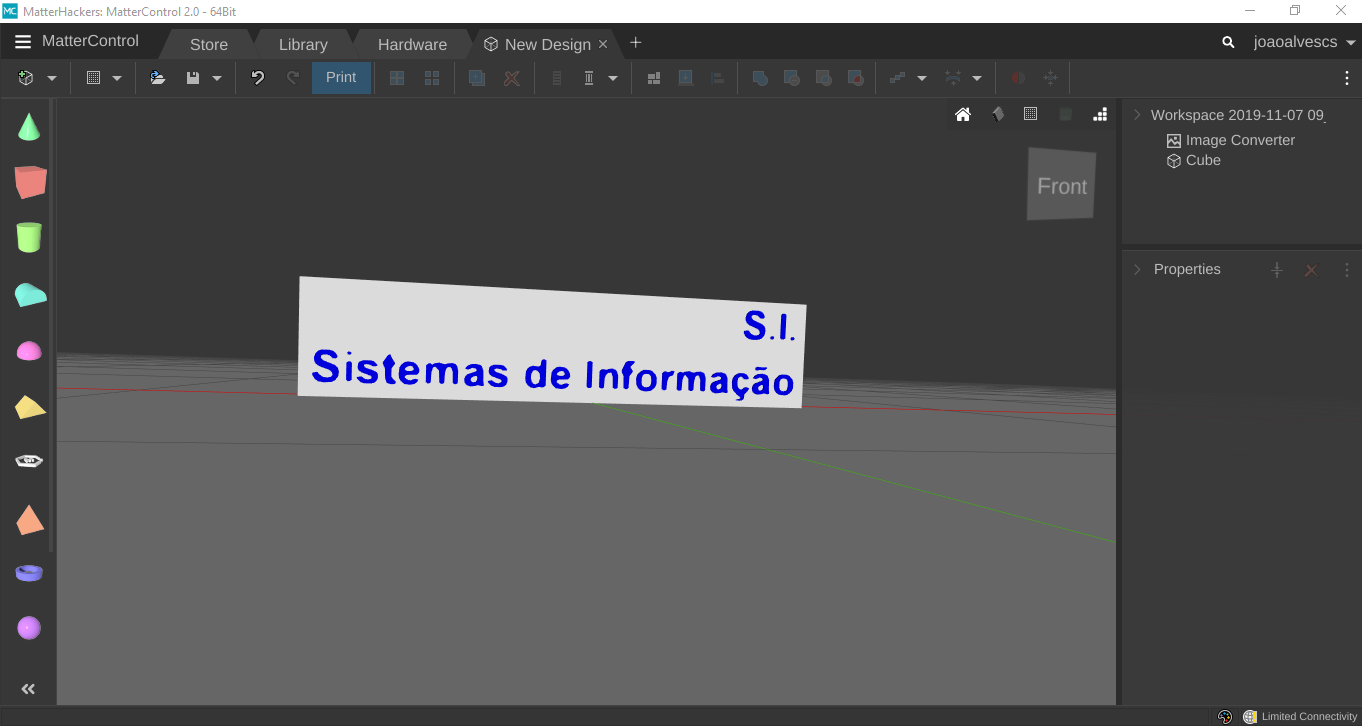 MC MatterHackers: MatterControl 2.0 - 64Bit
MatterControl
Store
Library
Hardware
New Design
joaoalvescs
Print
Workspace 2019-11-07 09_
Image Converter
Cube
Front
Properties
S.I.
Sistemas de Informação
Limited Connectivity